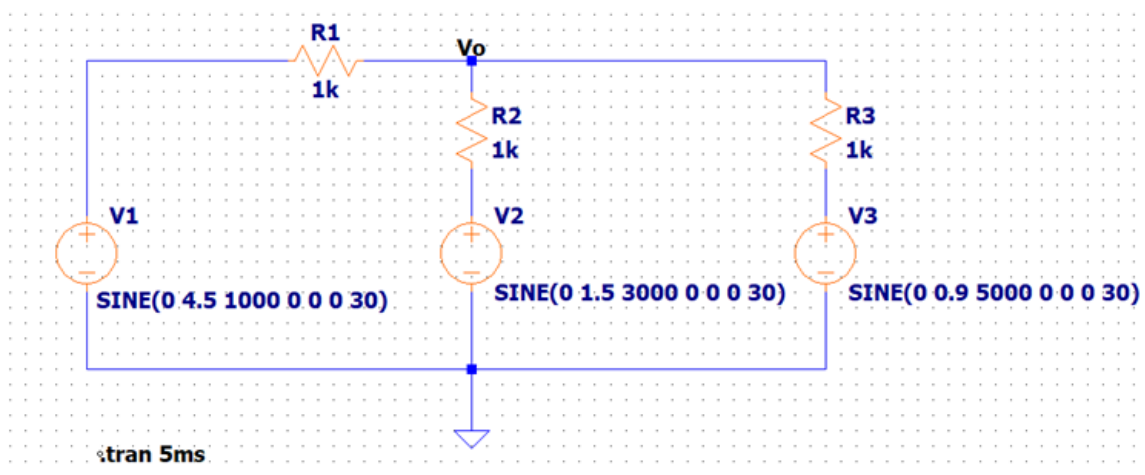 R1
1k
Vo
R2
1k
R3
1k
V1
SINE(0 4.5 1000 0 0 0 30)
V2
SINE(0 1.5 3000 0 0 0 30)
V3
SINE(0 0.9 5000 0 0 0 30)
.tran 5ms